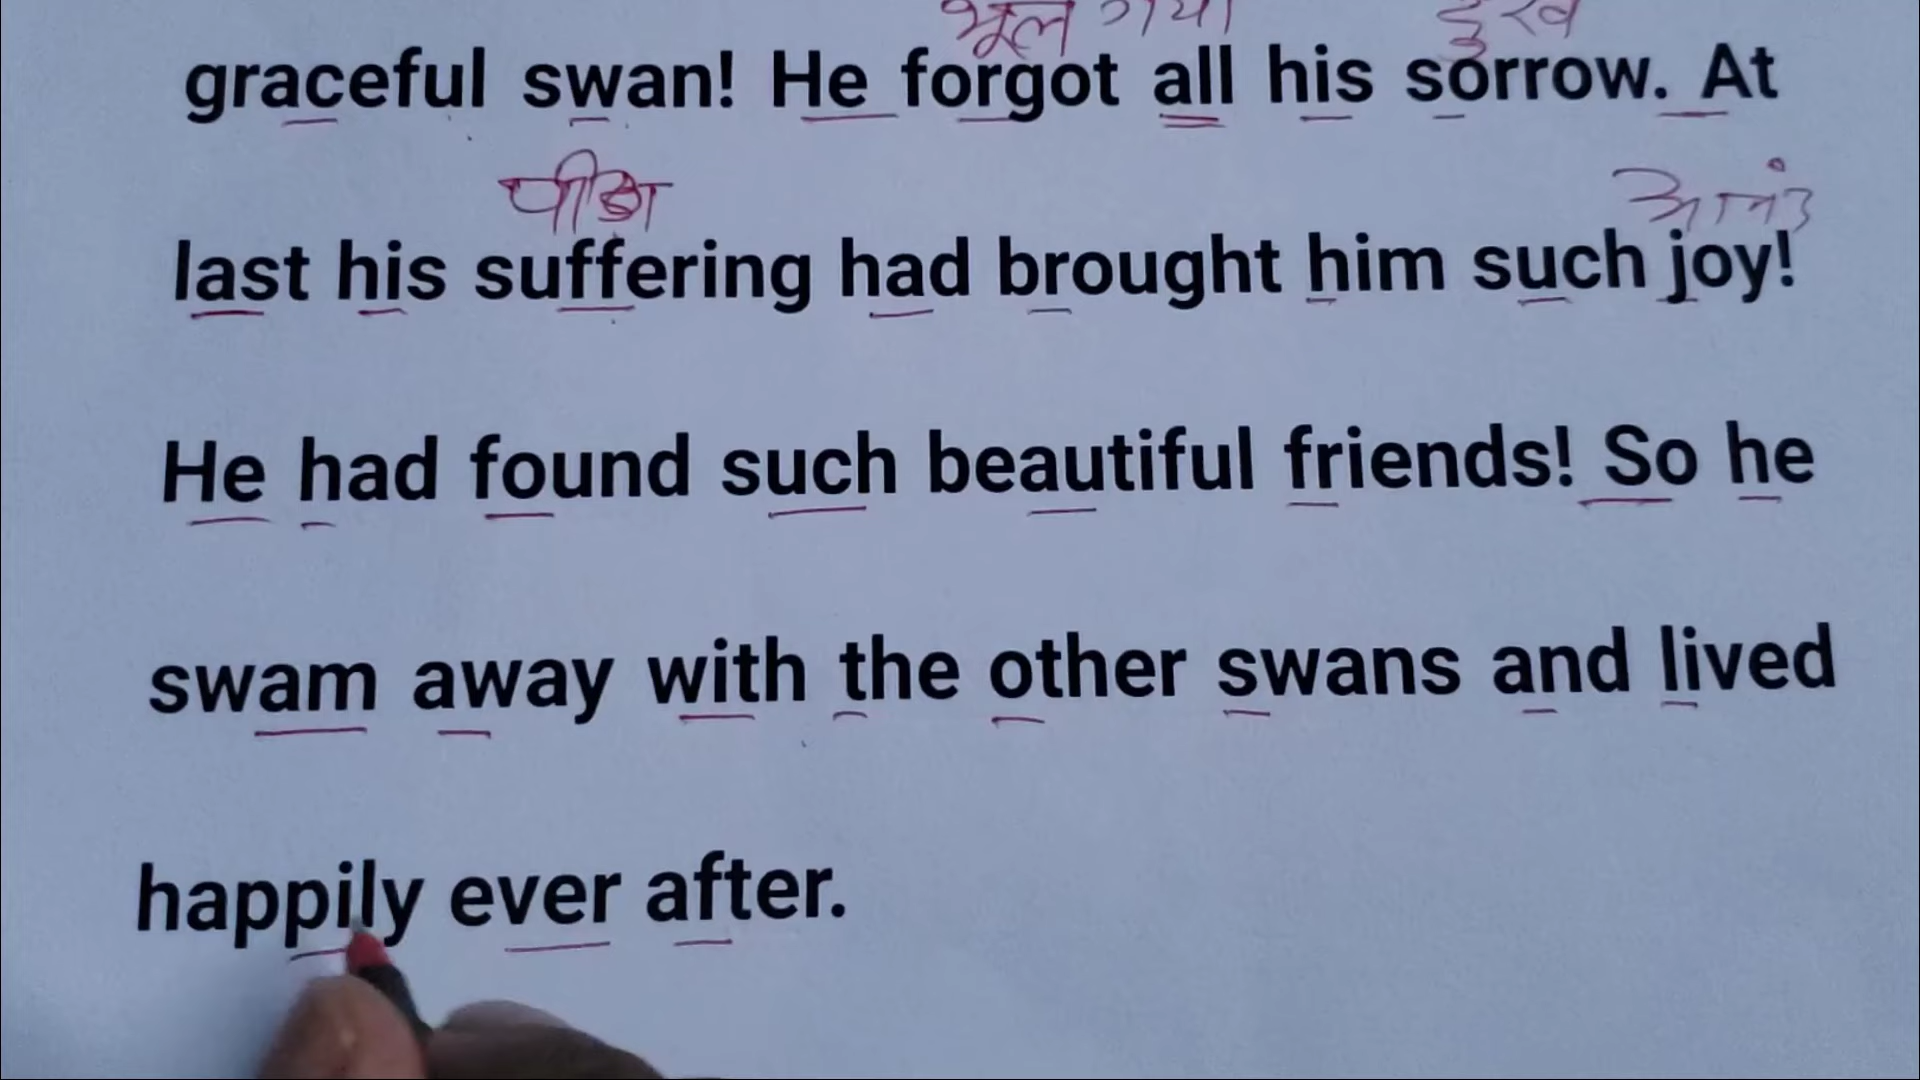 भूल गया दुख
graceful swan! He forgot all his sorrow. At
पीड़ा आनंद
last his suffering had brought him such joy!
He had found such beautiful friends! So he
swam away with the other swans and lived
happily ever after.